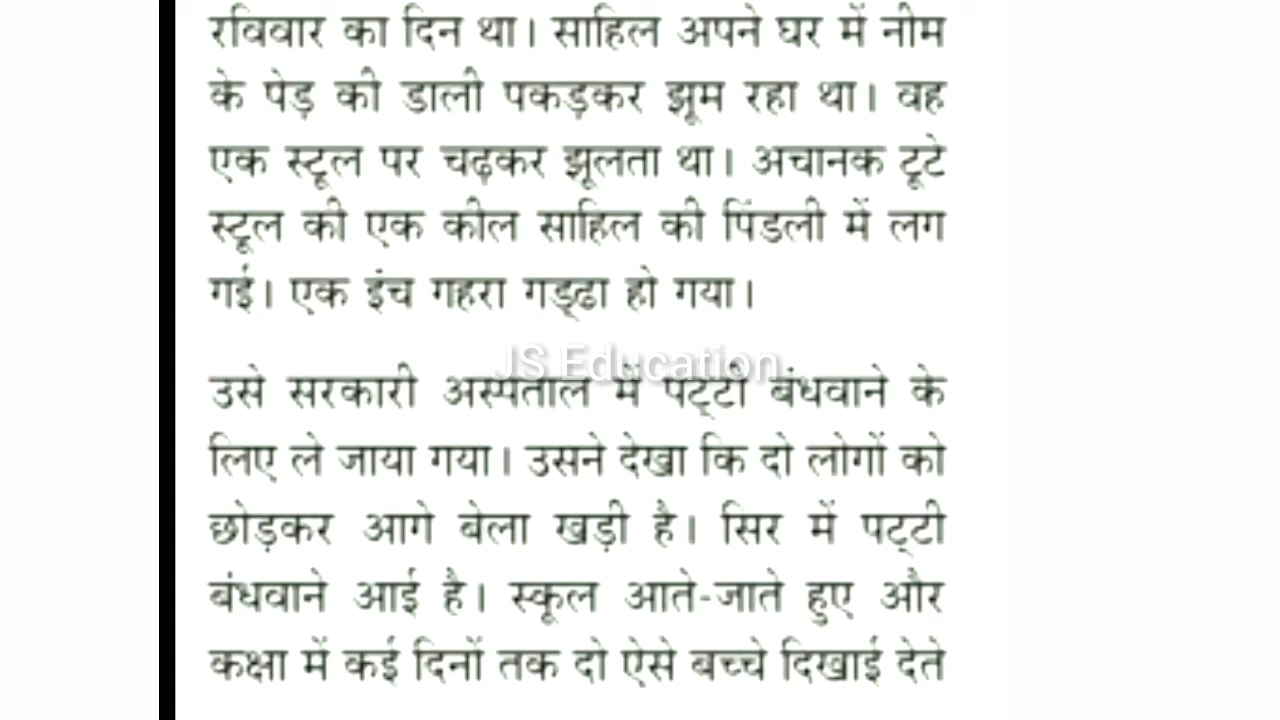 रविवार का दिन था। साहिल अपने घर में नीम
के पेड़ की डाली पकड़कर झूम रहा था। वह
एक स्टूल पर चढ़कर झूलता था। अचानक टूटे
स्टूल की एक कील साहिल की पिंडली में लग
गई। एक इंच गहरा गड्ढा हो गया।
JS Education
उसे सरकारी अस्पताल में पट्टी बंधवाने के
लिए ले जाया गया। उसने देखा कि दो लोगों को
छोड़कर आगे बेला खड़ी है। सिर में पट्टी
बंधवाने आई है। स्कूल आते-जाते हुए और
कक्षा में कई दिनों तक दो ऐसे बच्चे दिखाई देते